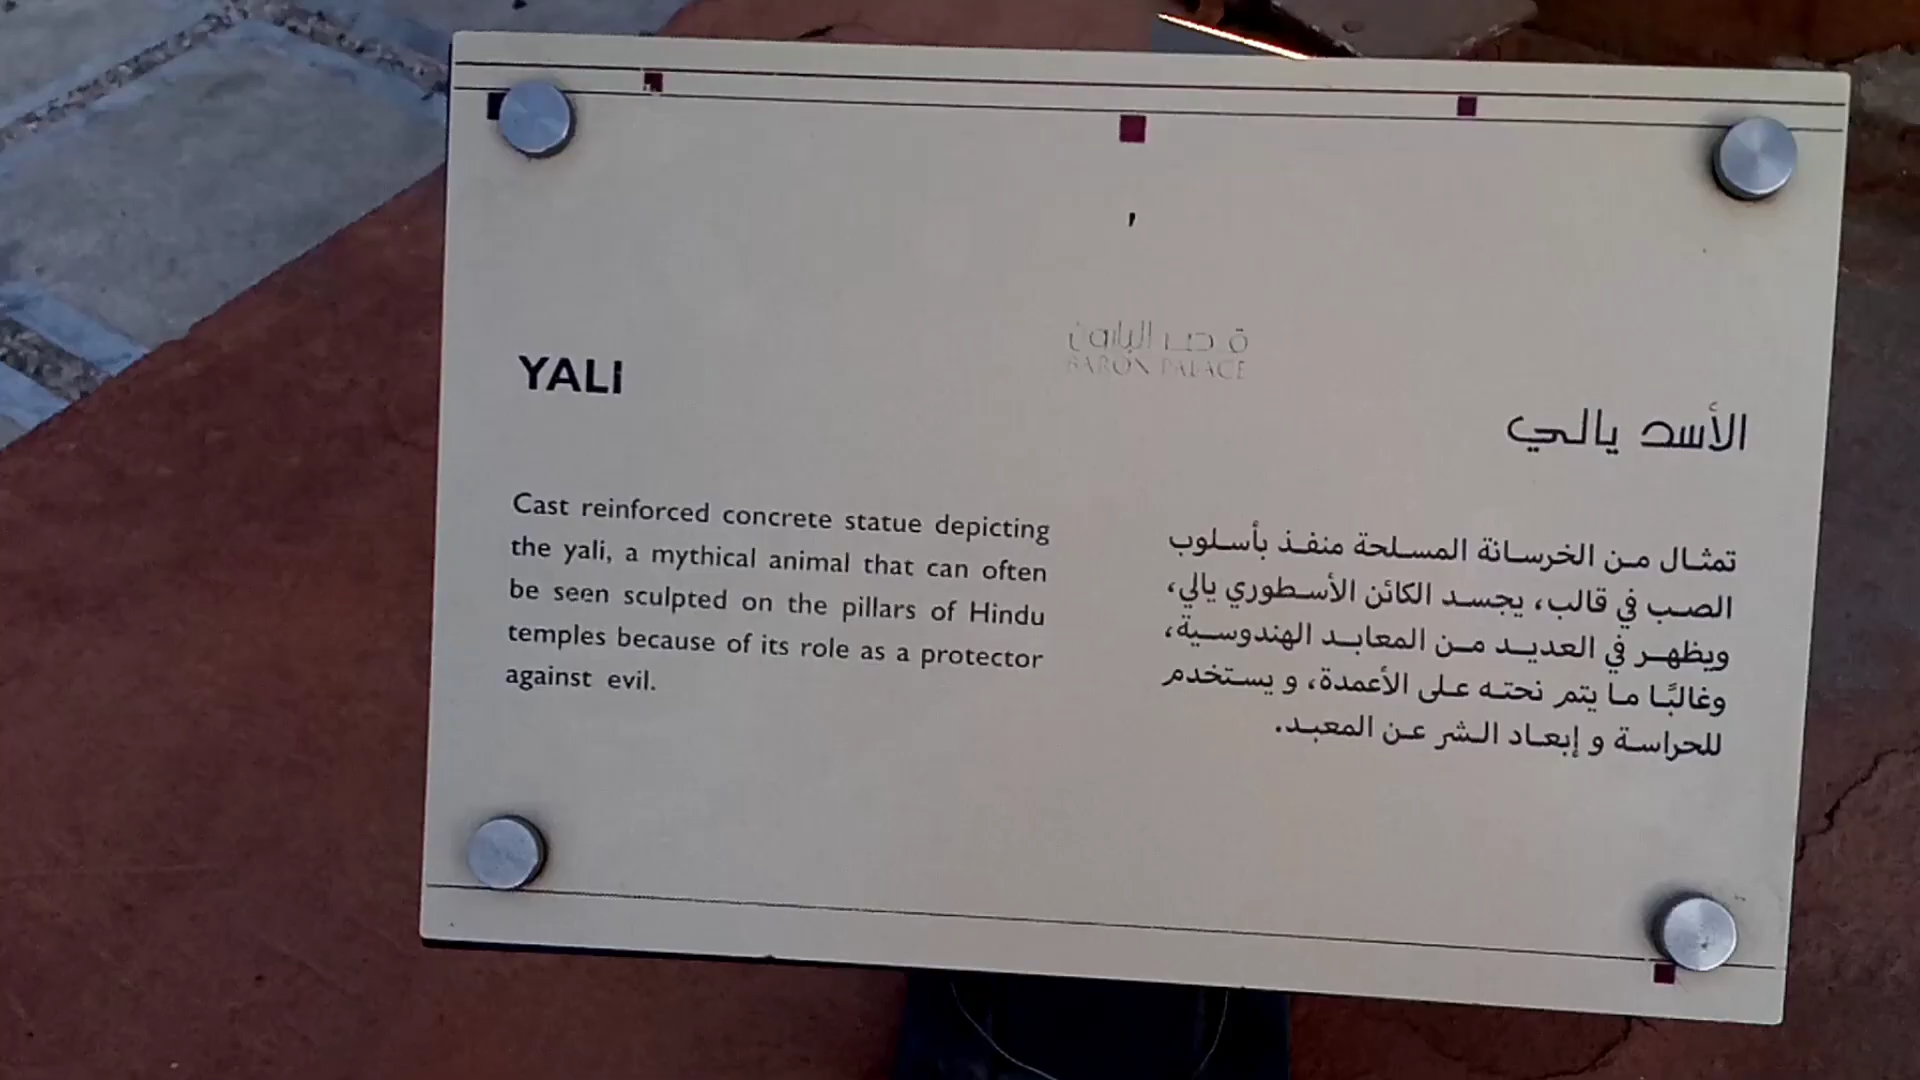 قصر البارون
BARON PALACE
YALI
Cast reinforced concrete statue depicting
the yali, a mythical animal that can often
be seen sculpted on the pillars of Hindu
temples because of its role as a protector
against evil.
الأسد يالي
تمثال من الخرسانة المسلحة منفذ بأسلوب
الصب في قالب، يجسد الكائن الأسطوري يالي،
ويظهر في العديد من المعابد الهندوسية،
وغالبًا ما يتم نحته على الأعمدة، و يستخدم
للحراسة و إبعاد الشر عن المعبد.